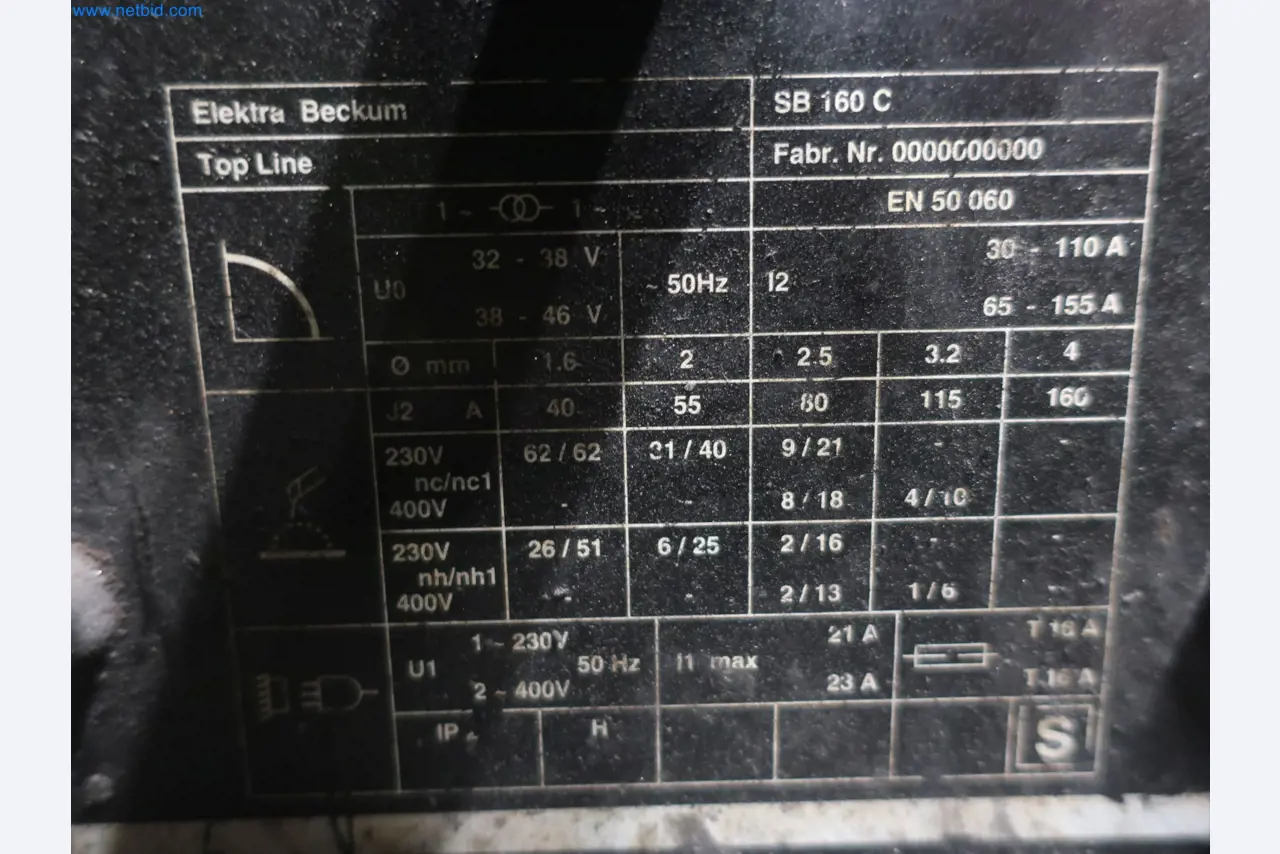 www.netbid.com
Elektra Beckum SB 160 C
Top Line Fabr. Nr. 0000000000
1 ~ 1 ~ EN 50 060
32 - 38 V 30 - 110 A
U0 ~ 50Hz I2
38 - 46 V 65 - 155 A
Ø mm 1.6 2 2.5 3.2 4
J2 A 40 55 80 115 160
230V 62 / 62 31 / 40 9 / 21 - -
nc/nc1
400V - - 8 / 18 4 / 10 -
230V 26 / 51 6 / 25 2 / 16 - -
nh/nh1
400V - - 2 / 13 1 / 6 -
1 ~ 230V 21 A T 16 A
U1 50 Hz I1 max
2 ~ 400V 23 A T 16 A
IP H S